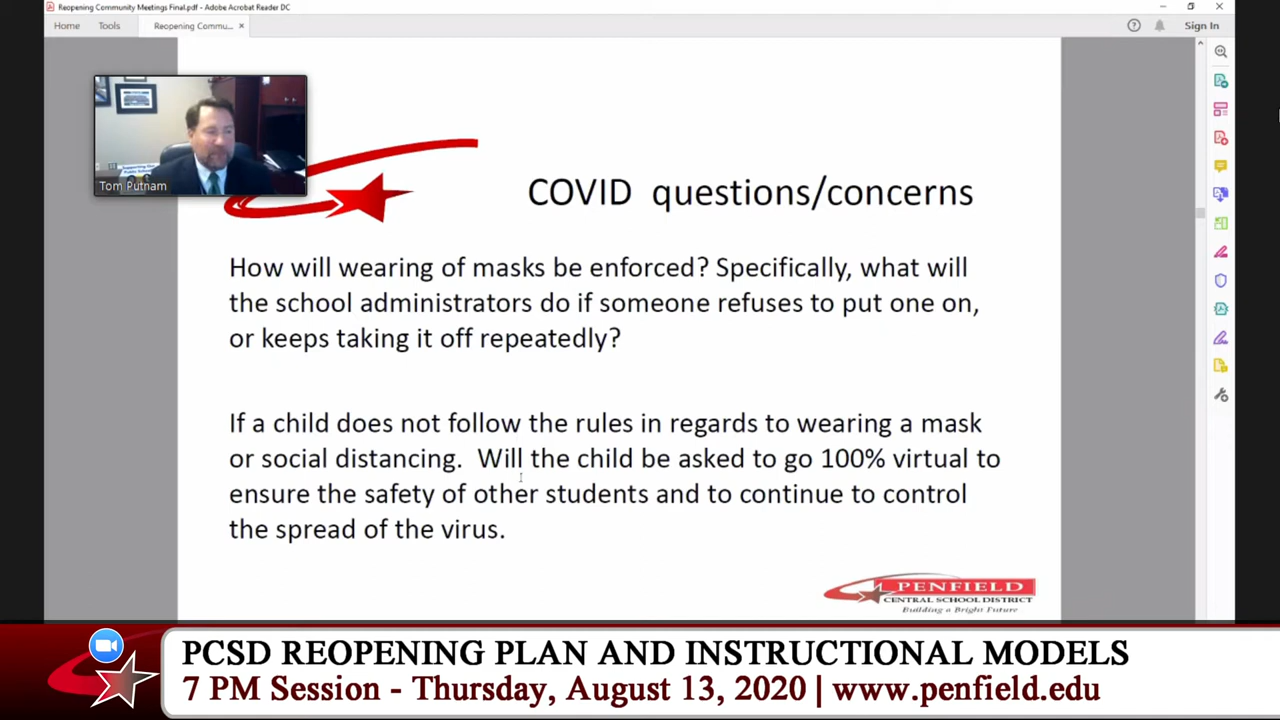 Reopening Community Meetings Final.pdf - Adobe Acrobat Reader DC
Home Tools Reopening Commu... ×
Sign In
Tom Putnam
COVID questions/concerns
How will wearing of masks be enforced? Specifically, what will
the school administrators do if someone refuses to put one on,
or keeps taking it off repeatedly?
If a child does not follow the rules in regards to wearing a mask
or social distancing. Will the child be asked to go 100% virtual to
ensure the safety of other students and to continue to control
the spread of the virus.
PENFIELD
CENTRAL SCHOOL DISTRICT
Building a Bright Future
PCSD REOPENING PLAN AND INSTRUCTIONAL MODELS
7 PM Session - Thursday, August 13, 2020 | www.penfield.edu